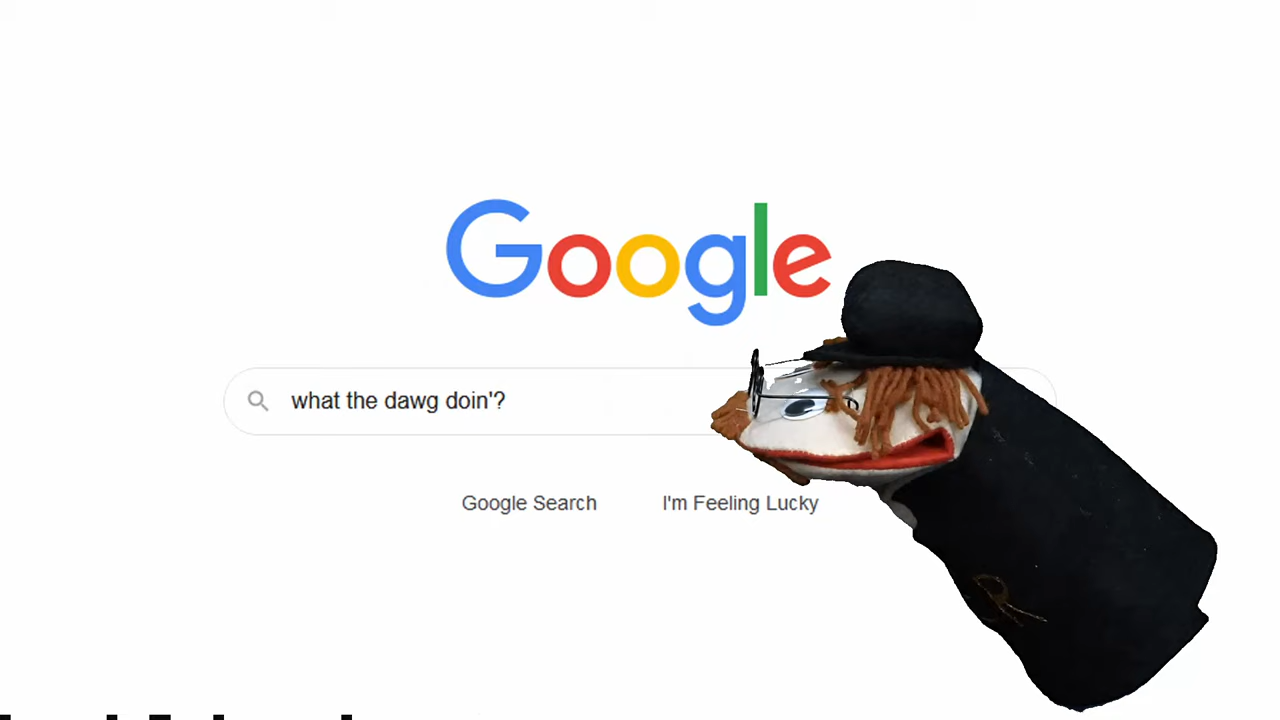 Google
what the dawg doin'?
Google Search
I'm Feeling Lucky